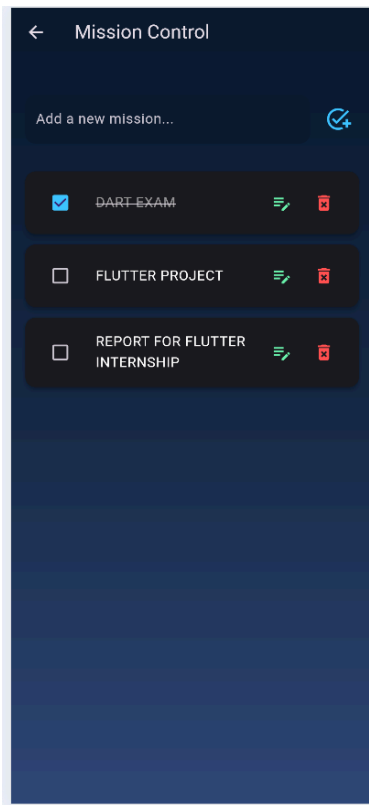 Mission Control
Add a new mission...
DART EXAM
FLUTTER PROJECT
REPORT FOR FLUTTER
INTERNSHIP